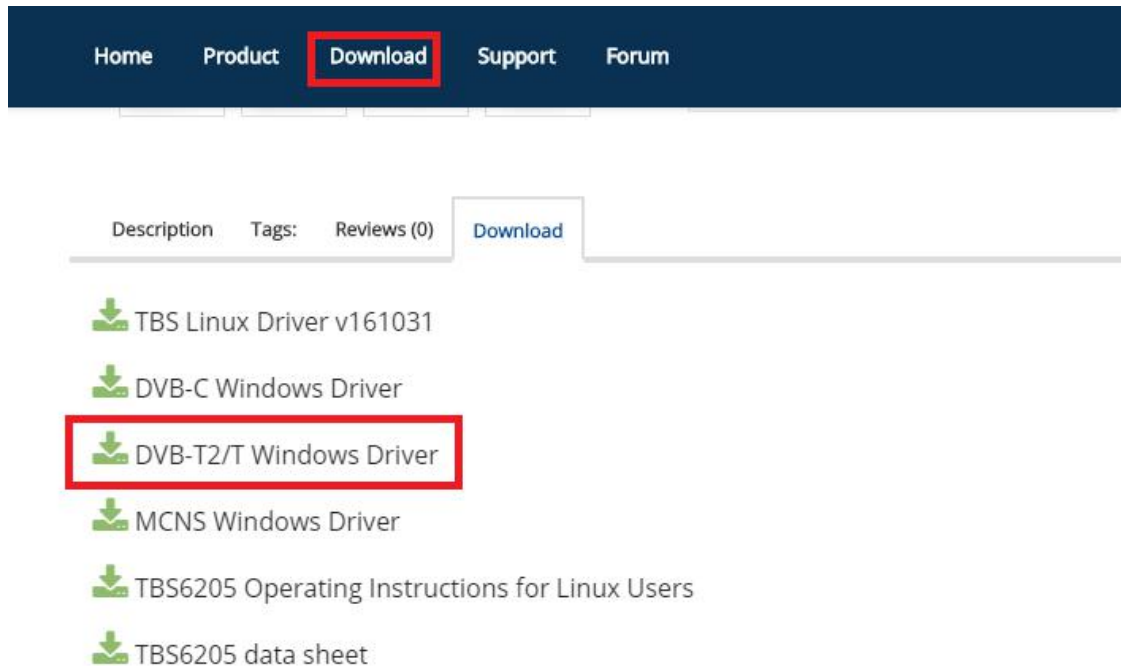 Home Product Download Support Forum
Description Tags: Reviews (0) Download
TBS Linux Driver v161031
DVB-C Windows Driver
DVB-T2/T Windows Driver
MCNS Windows Driver
TBS6205 Operating Instructions for Linux Users
TBS6205 data sheet